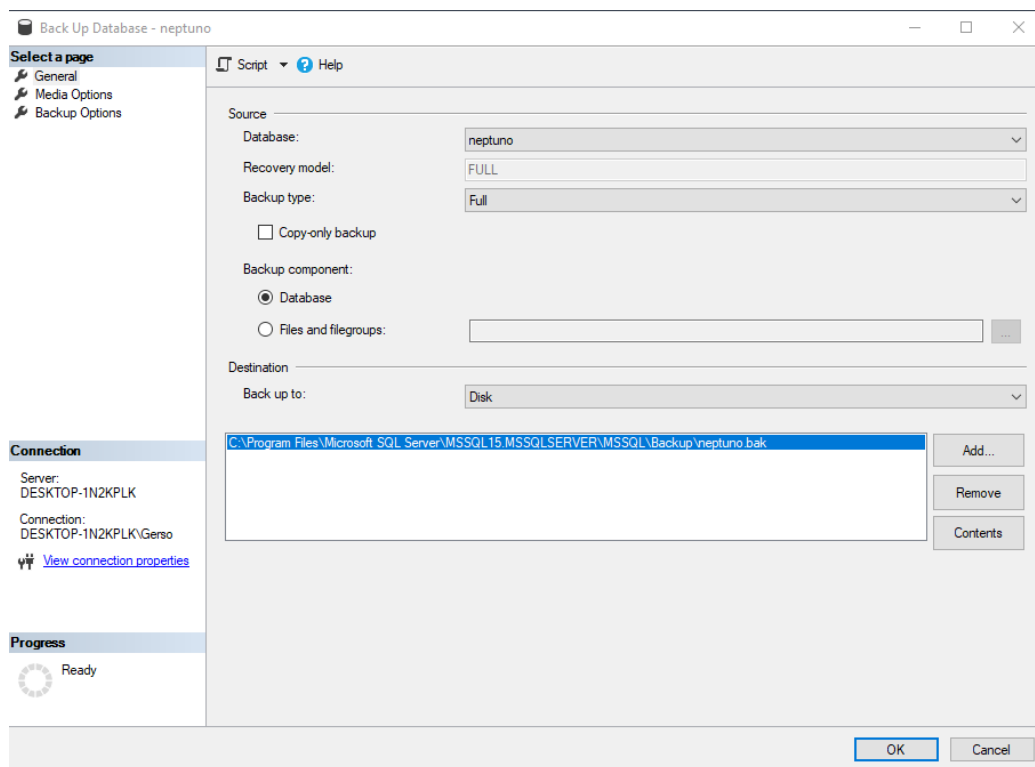 Back Up Database - neptuno
Select a page
General
Media Options
Backup Options
Script
Help
Source
Database:
neptuno
Recovery model:
FULL
Backup type:
Full
Copy-only backup
Backup component:
Database
Files and filegroups:
...
Destination
Back up to:
Disk
C:\Program Files\Microsoft SQL Server\MSSQL15.MSSQLSERVER\MSSQL\Backup\neptuno.bak
Add...
Remove
Contents
Connection
Server:
DESKTOP-1N2KPLK
Connection:
DESKTOP-1N2KPLK\Gerso
View connection properties
Progress
Ready
OK
Cancel